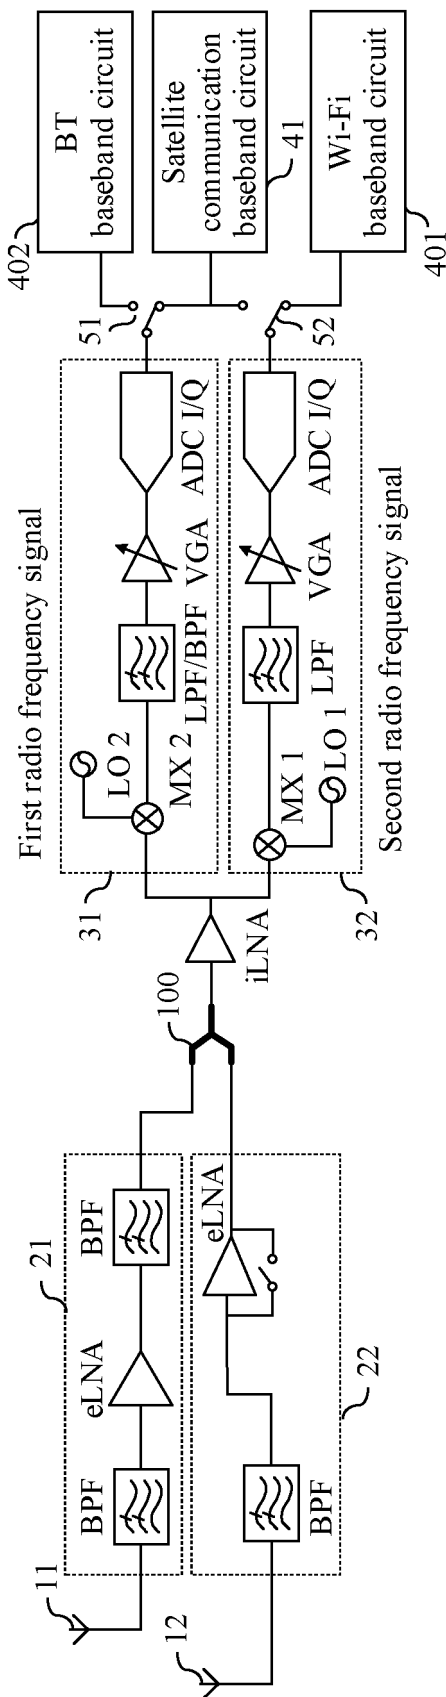 First radio frequency signal
402
BT
baseband circuit
11
21
BPF
eLNA
BPF
100
31
LO 2
MX 2
LPF/BPF
VGA
ADC I/Q
51
Satellite
communication
baseband circuit
41
12
BPF
eLNA
22
iLNA
32
MX 1
LO 1
LPF
VGA
ADC I/Q
52
Wi-Fi
baseband circuit
401
Second radio frequency signal